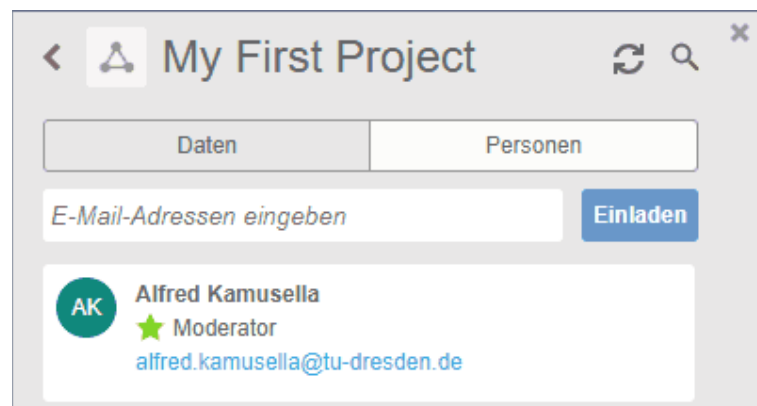 My First Project
Daten
Personen
E-Mail-Adressen eingeben
Einladen
AK
Alfred Kamusella
Moderator
alfred.kamusella@tu-dresden.de